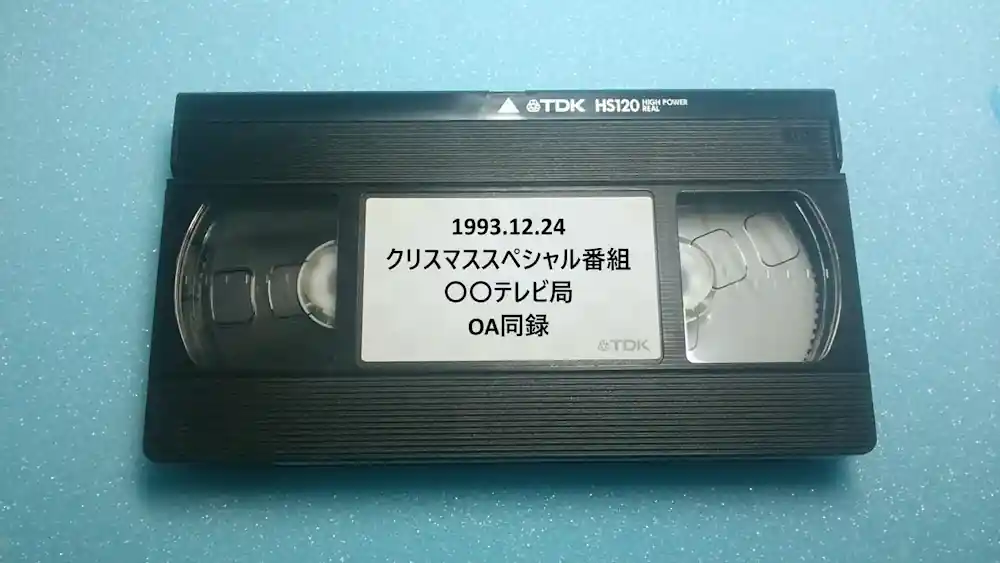 TDK HS120 HIGH POWER
REAL
1993.12.24
クリスマススペシャル番組
〇〇テレビ局
OA同録
TDK